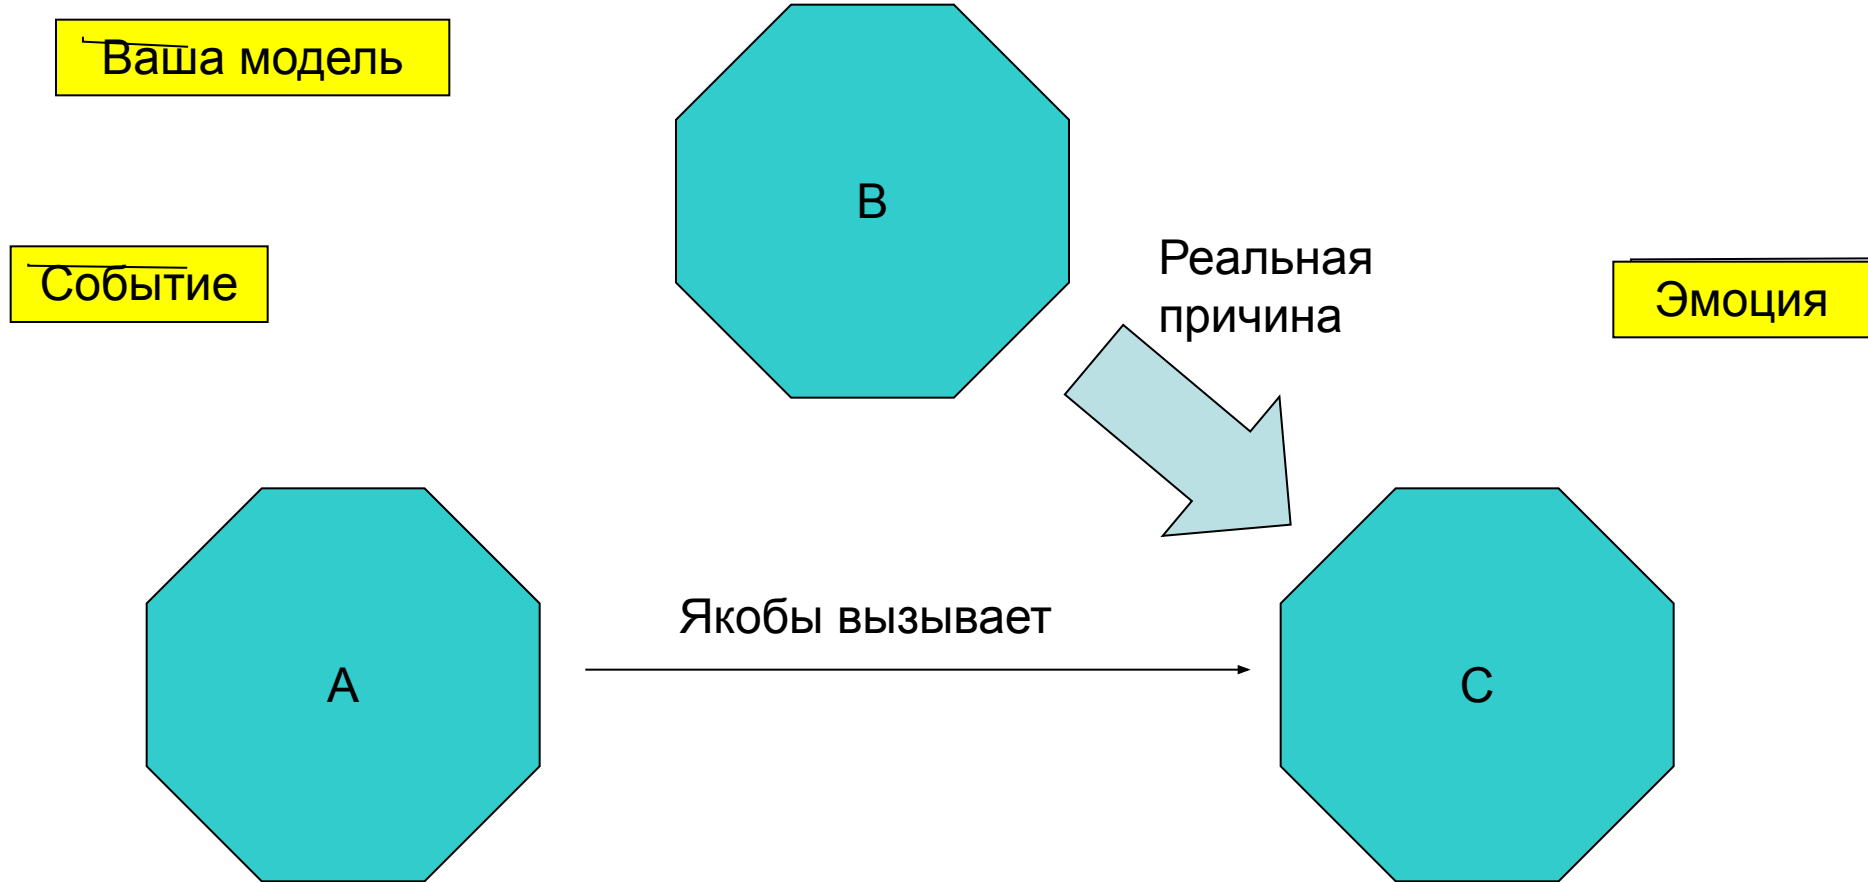 Ваша модель
B
Событие
Реальная
причина
Эмоция
Якобы вызывает
A
C